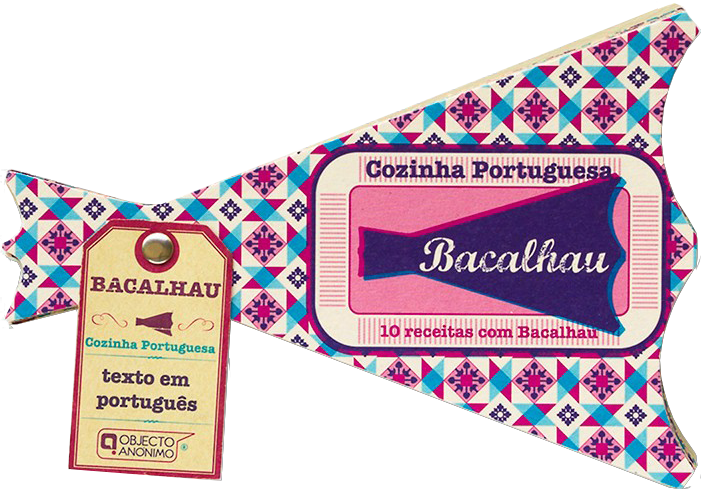 Cozinha Portuguesa
Bacalhau
10 receitas com Bacalhau
BACALHAU
Cozinha Portuguesa
texto em
português
OBJECTO
ANONIMO
®